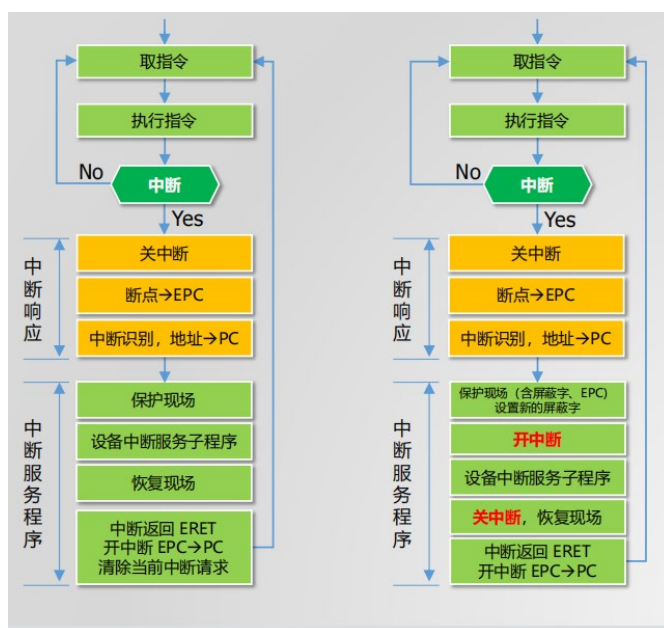 取指令
执行指令
No
中断
Yes
中断响应
关中断
断点→EPC
中断识别，地址→PC
中断服务程序
保护现场
设备中断服务子程序
恢复现场
中断返回 ERET
开中断 EPC→PC
清除当前中断请求
取指令
执行指令
No
中断
Yes
中断响应
关中断
断点→EPC
中断识别，地址→PC
中断服务程序
保护现场（含屏蔽字、EPC)
设置新的屏蔽字
开中断
设备中断服务子程序
关中断，恢复现场
中断返回 ERET
开中断 EPC→PC